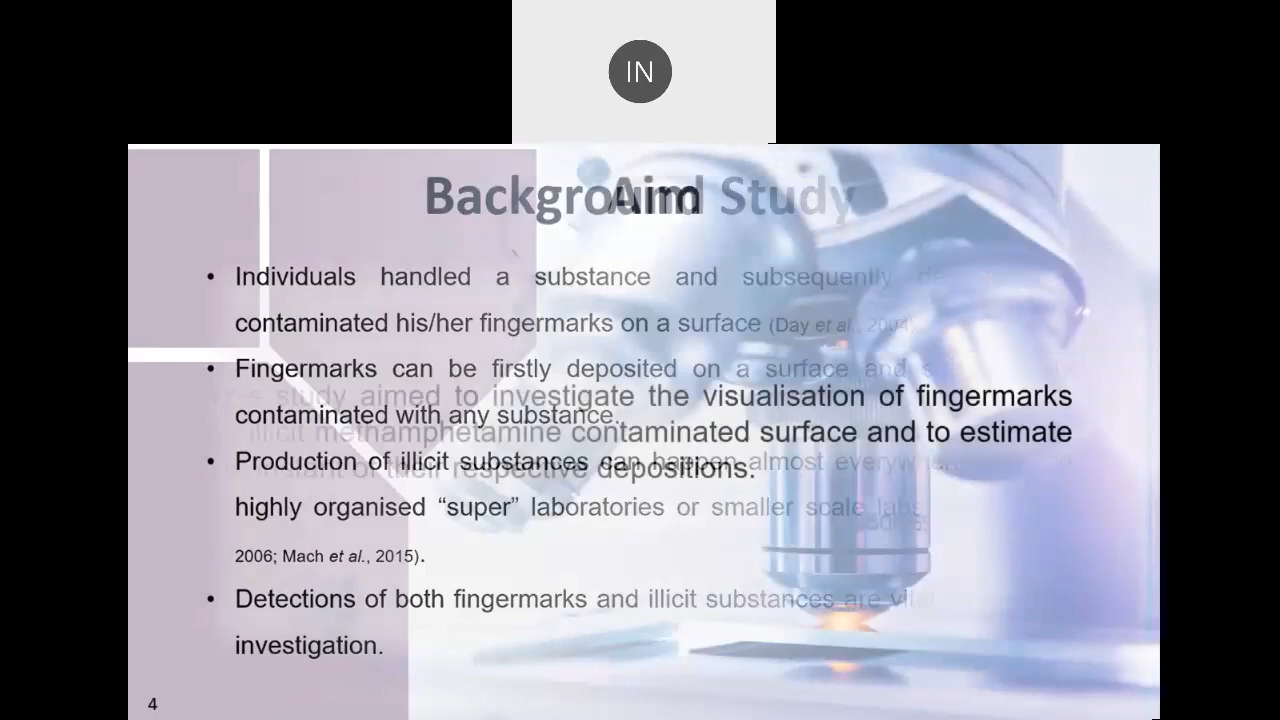 IN
Background Study
Aim
• Individuals handled a substance and subsequently
contaminated his/her fingermarks on a surface (Day et al., 2004)
• Fingermarks can be firstly deposited on a surface and
study aimed to investigate the visualisation of fingermarks
contaminated with any substance.
illicit methamphetamine contaminated surface and to estimate
• Production of illicit substances can happen almost
of their respective depositions.
highly organised “super” laboratories or smaller scale labs
2006; Mach et al., 2015).
• Detections of both fingermarks and illicit substances are
investigation.
4